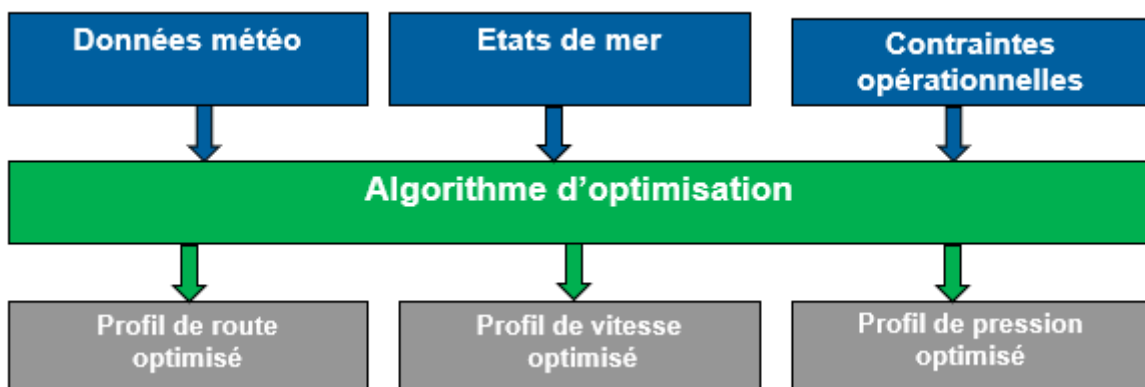 Données météo
Etats de mer
Contraintes
opérationnelles
Algorithme d’optimisation
Profil de route
optimisé
Profil de vitesse
optimisé
Profil de pression
optimisé